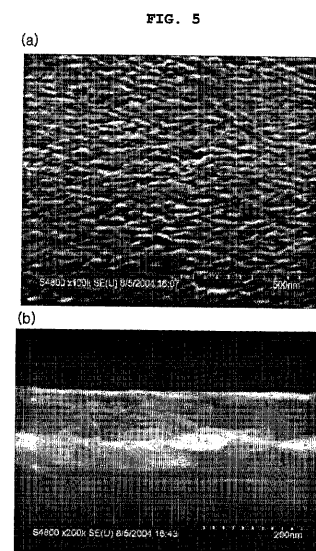 FIG. 5
(a)
S4800 x100k SE(U) 8/5/2004 16:07 500nm
(b)
S4800 x200k SE(U) 8/5/2004 16:43 200nm